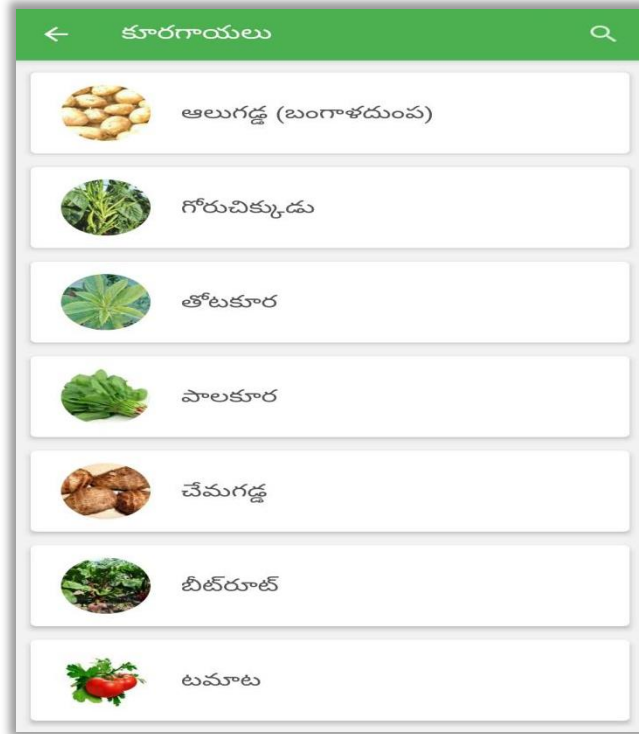 కూరగాయలు
ఆలుగడ్డ (బంగాళదుంప)
గోరుచిక్కుడు
తోటకూర
పాలకూర
చేమగడ్డ
బీట్‌రూట్
టమాట